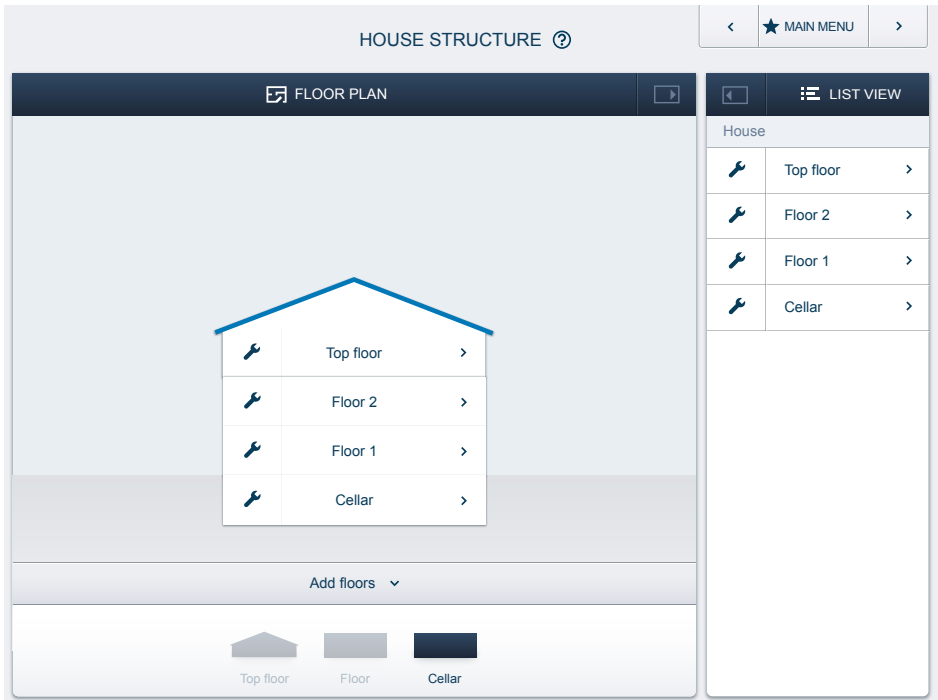 HOUSE STRUCTURE ?
< MAIN MENU >
FLOOR PLAN
LIST VIEW
House
Top floor
Floor 2
Floor 1
Cellar
Top floor
Floor 2
Floor 1
Cellar
Add floors
Top floor
Floor
Cellar